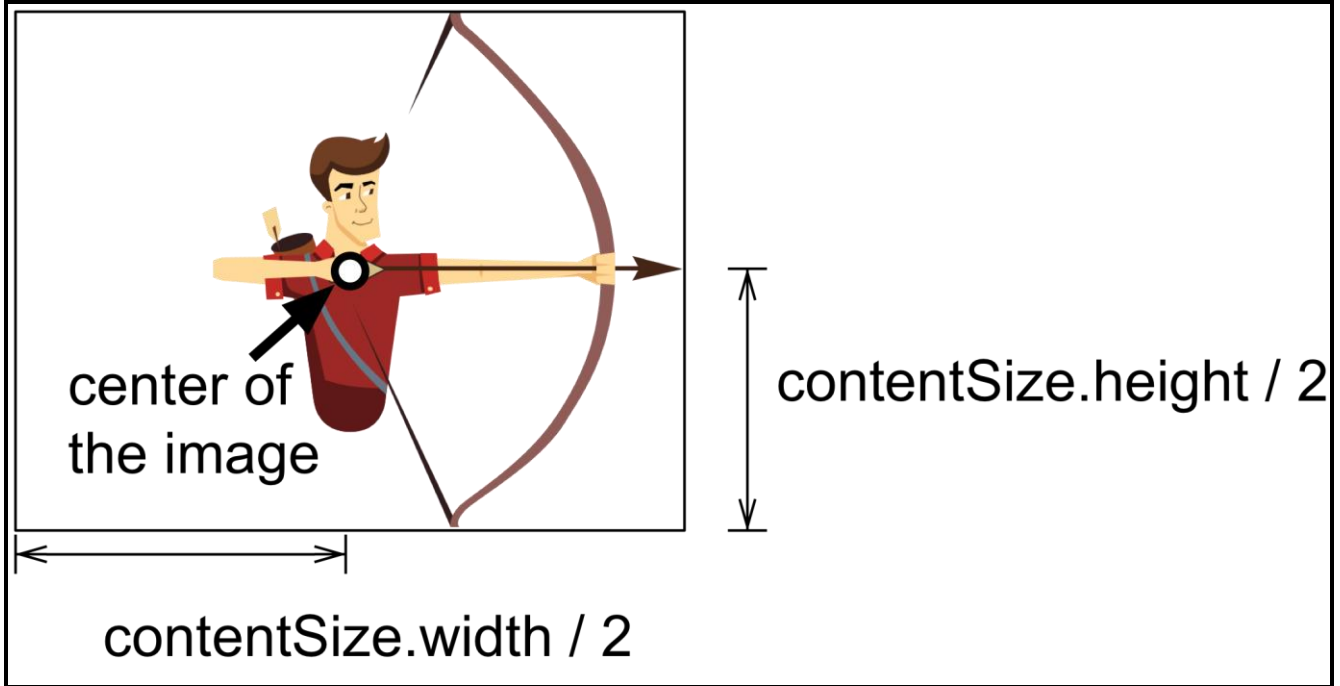 center of
the image
contentSize.height / 2
contentSize.width / 2